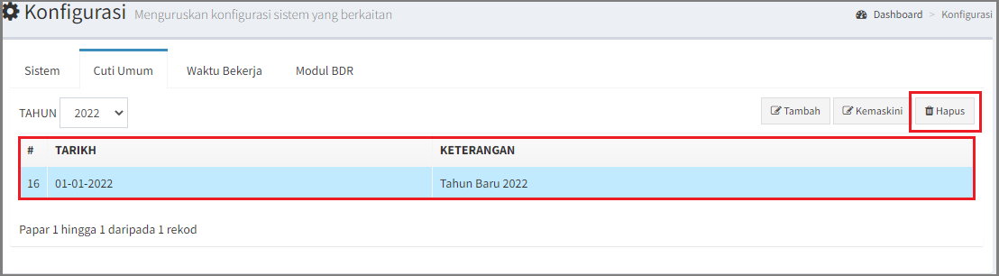 Konfigurasi Menguruskan konfigurasi sistem yang berkaitan
Dashboard > Konfigurasi
Sistem Cuti Umum Waktu Bekerja Modul BDR
TAHUN 2022 Tambah Kemaskini Hapus
# TARIKH KETERANGAN
16 01-01-2022 Tahun Baru 2022
Papar 1 hingga 1 daripada 1 rekod